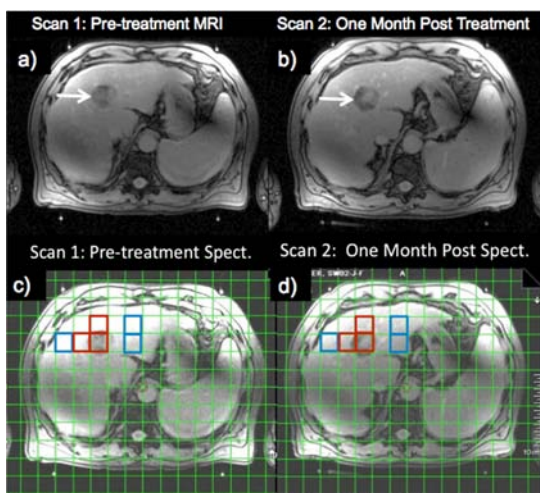 Scan 1: Pre-treatment MRI
Scan 2: One Month Post Treatment
a)
b)
Scan 1: Pre-treatment Spect.
Scan 2: One Month Post Spect.
c)
d)
A